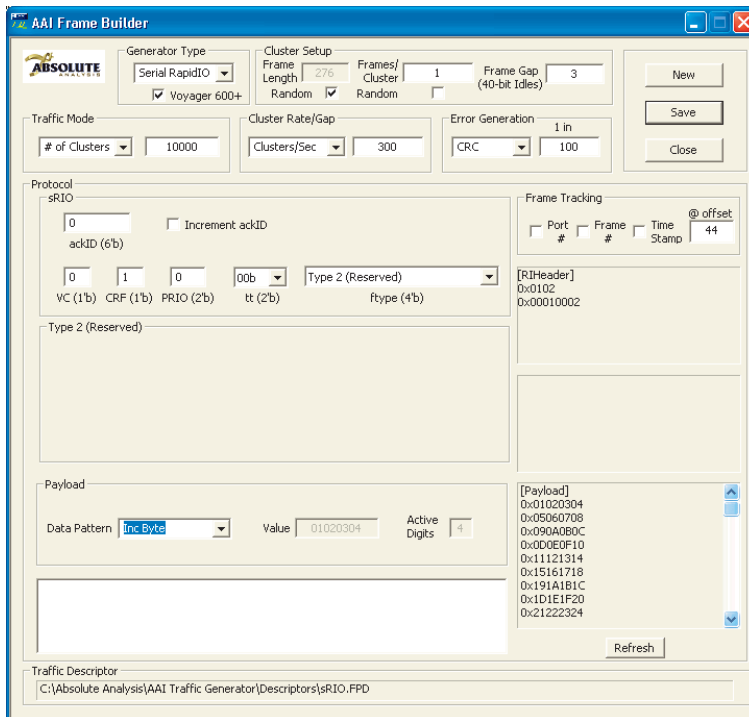 AAI Frame Builder
ABSOLUTE
ANALYSIS
Generator Type
Serial RapidIO
Voyager 600+
Cluster Setup
Frame Length 276
Frames/ Cluster 1
Frame Gap (40-bit Idles) 3
Random
Random
New
Save
Close
Traffic Mode
# of Clusters 10000
Cluster Rate/Gap
Clusters/Sec 300
Error Generation
1 in
CRC 100
Protocol
sRIO
0
ackID (6'b)
Increment ackID
0 1 0 00b Type 2 (Reserved)
VC (1'b) CRF (1'b) PRIO (2'b) tt (2'b) ftype (4'b)
Frame Tracking
Port #
Frame #
Time Stamp
@ offset
44
[RIHeader]
0x0102
0x00010002
Type 2 (Reserved)
Payload
Data Pattern Inc Byte
Value 01020304
Active Digits 4
[Payload]
0x01020304
0x05060708
0x090A0B0C
0x0D0E0F10
0x11121314
0x15161718
0x191A1B1C
0x1D1E1F20
0x21222324
Refresh
Traffic Descriptor
C:\Absolute Analysis\AAI Traffic Generator\Descriptors\sRIO.FPD